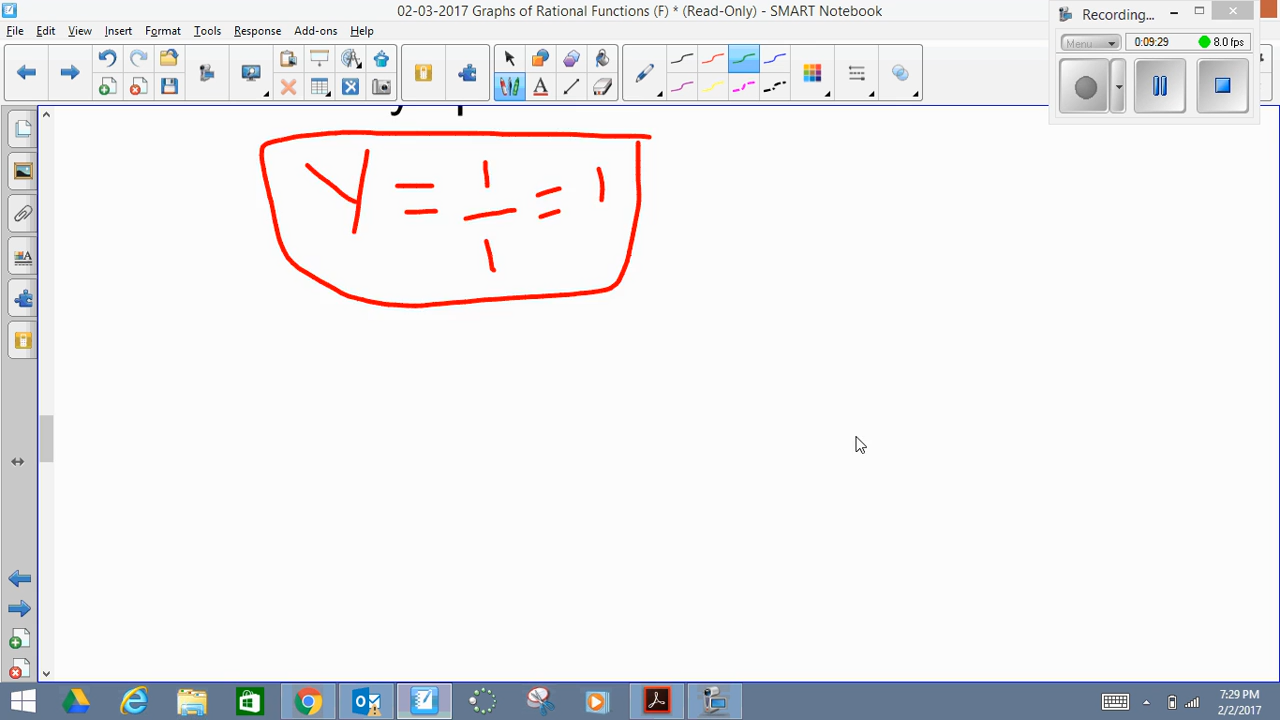 02-03-2017 Graphs of Rational Functions (F) * (Read-Only) - SMART Notebook
Recording...
File Edit View Insert Format Tools Response Add-ons Help
Menu
0:09:29
8.0 fps
Y = 1/1 = 1
7:29 PM
2/2/2017